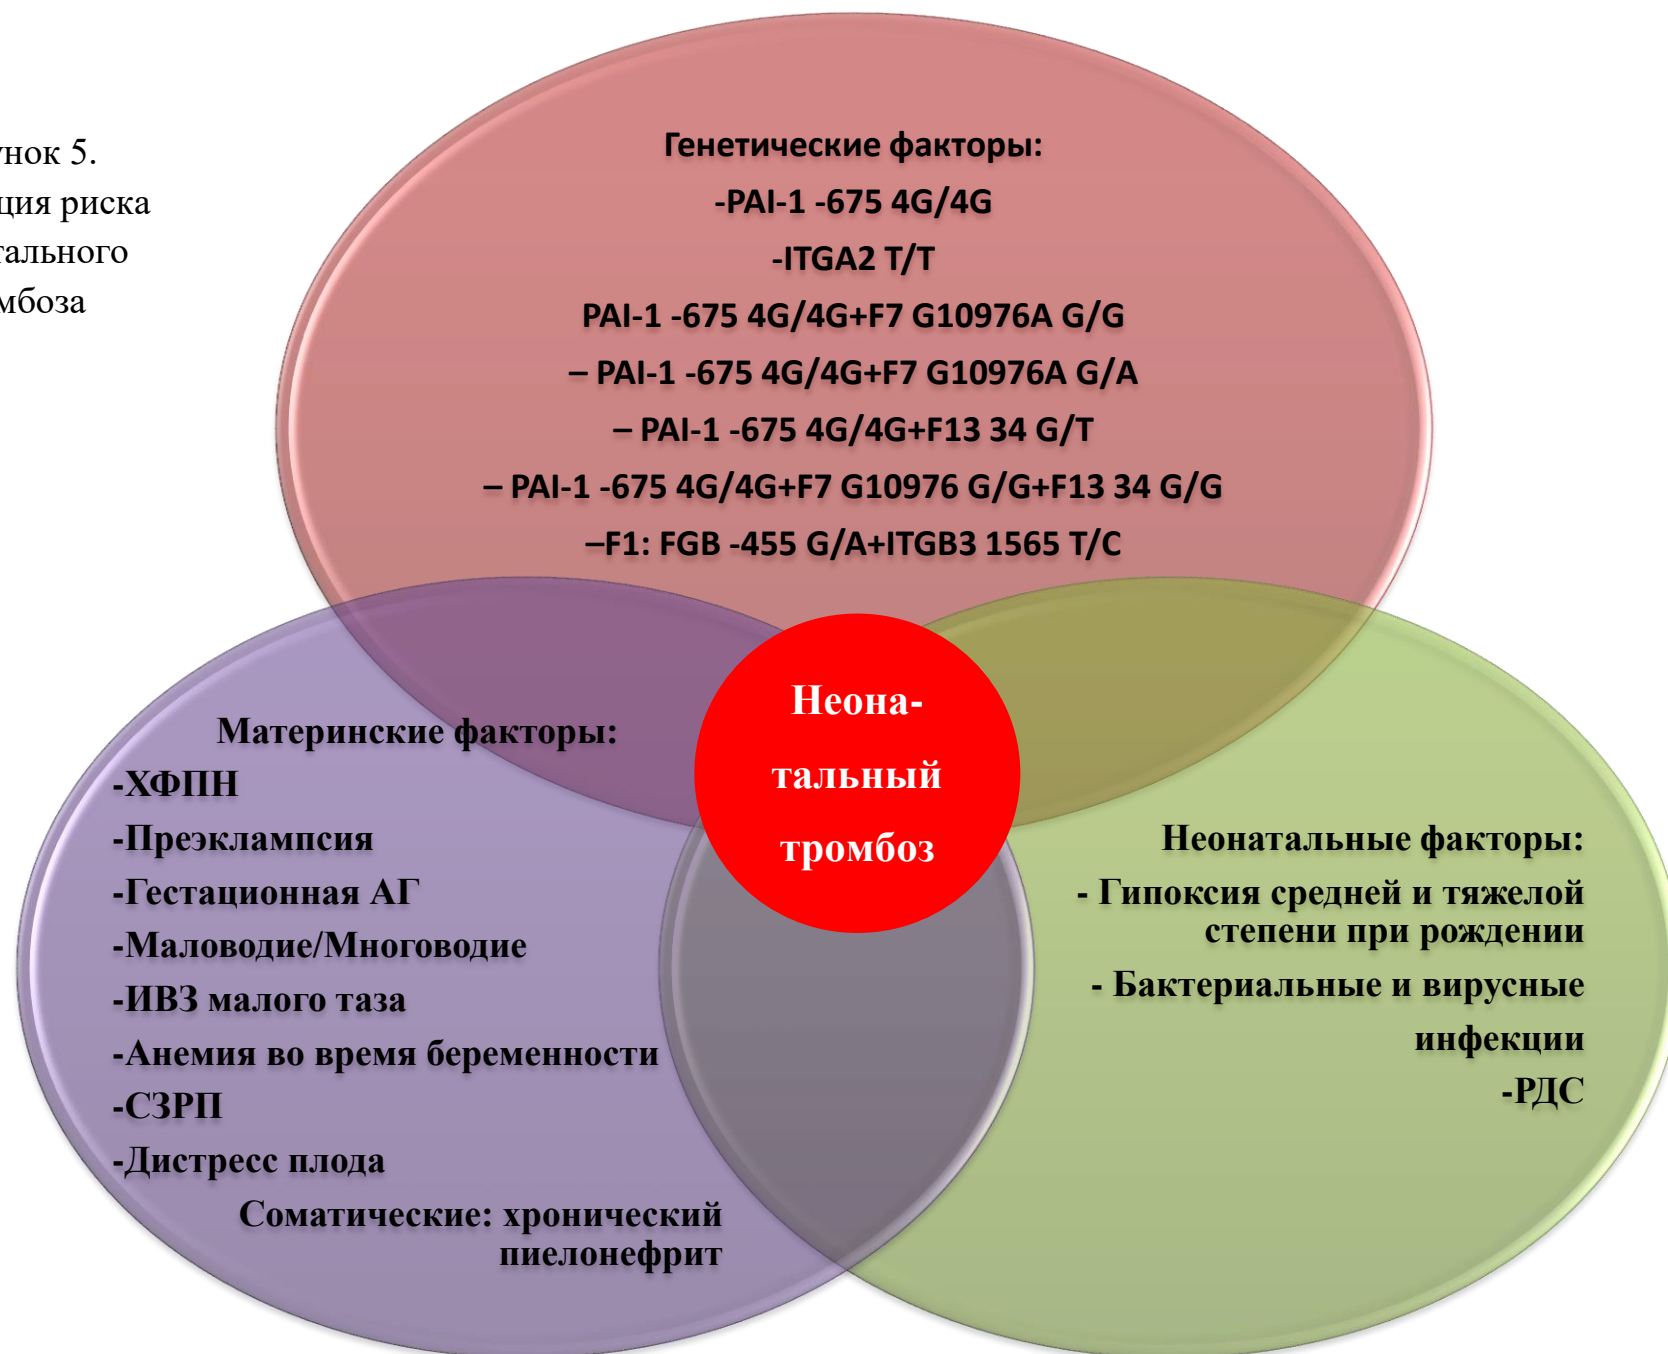 унок 5.
ция риска
тального
мбоза
Генетические факторы:
-PAI-1 -675 4G/4G
-ITGA2 T/T
PAI-1 -675 4G/4G+F7 G10976A G/G
– PAI-1 -675 4G/4G+F7 G10976A G/A
– PAI-1 -675 4G/4G+F13 34 G/T
– PAI-1 -675 4G/4G+F7 G10976 G/G+F13 34 G/G
–F1: FGB -455 G/A+ITGB3 1565 T/C
Неона-
тальный
тромбоз
Материнские факторы:
-ХФПН
-Преэклампсия
-Гестационная АГ
-Маловодие/Многоводие
-ИВЗ малого таза
-Анемия во время беременности
-СЗРП
-Дистресс плода
Соматические: хронический
пиелонефрит
Неонатальные факторы:
- Гипоксия средней и тяжелой
степени при рождении
- Бактериальные и вирусные
инфекции
-РДС